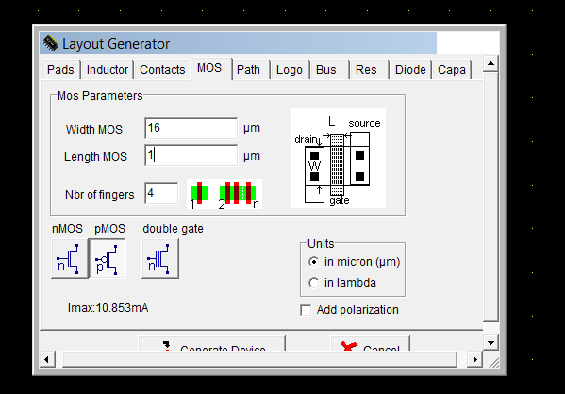 Layout Generator
Pads Inductor Contacts MOS Path Logo Bus Res Diode Capa
Mos Parameters
Width MOS 16 µm
Length MOS 1 µm
Nbr of fingers 4
1 2 r
L source
drain
W
gate
nMOS pMOS double gate
n p n
Units
in micron (µm)
in lambda
Imax:10.853mA
Add polarization
Generate Device Cancel